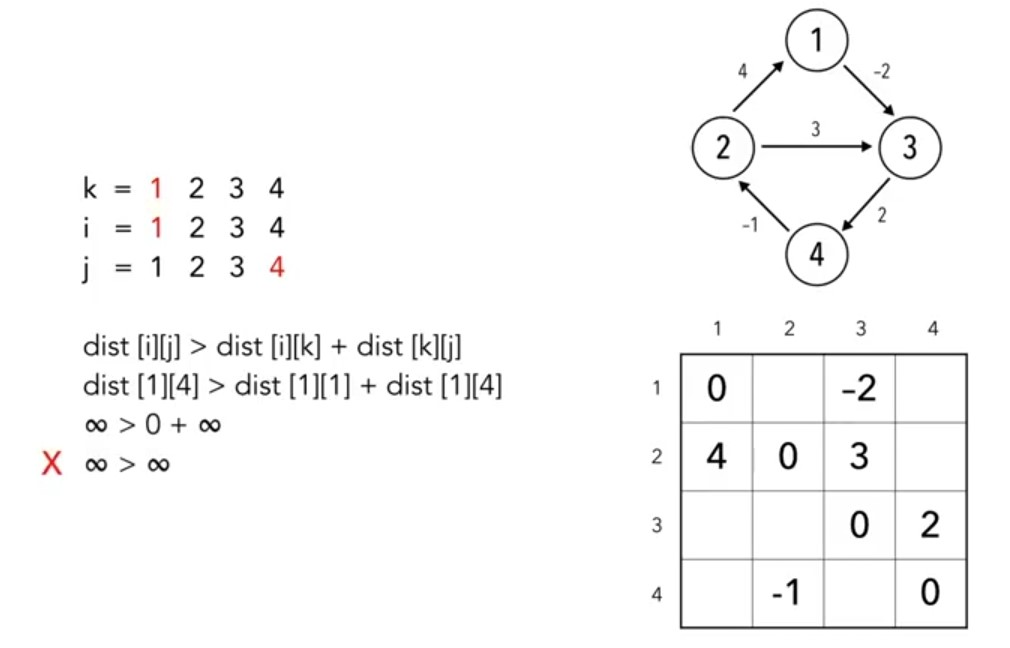 k = 1 2 3 4
i = 1 2 3 4
j = 1 2 3 4
dist [i][j] > dist [i][k] + dist [k][j]
dist [1][4] > dist [1][1] + dist [1][4]
∞ > 0 + ∞
X ∞ > ∞
1
4 -2
2 3 3
-1 2
4
1 2 3 4
1 0 -2
2 4 0 3
3 0 2
4 -1 0